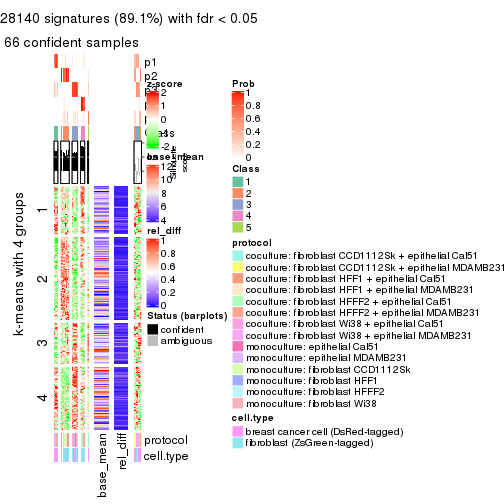 28140 signatures (89.1%) with fdr < 0.05
66 confident samples
p1
p2
z-score
2
1
0
-1
-2
base_mean
12
10
8
6
4
rel_diff
1
0.8
0.6
0.4
0.2
0
Status (barplots)
confident
ambiguous
k-means with 4 groups
1
2
3
4
base_mean
rel_diff
protocol
cell.type
Prob
1
0.8
0.6
0.4
0.2
0
Class
1
2
3
4
5
protocol
coculture: fibroblast CCD1112Sk + epithelial Cal51
coculture: fibroblast CCD1112Sk + epithelial MDAMB231
coculture: fibroblast HFF1 + epithelial Cal51
coculture: fibroblast HFF1 + epithelial MDAMB231
coculture: fibroblast HFFF2 + epithelial Cal51
coculture: fibroblast HFFF2 + epithelial MDAMB231
coculture: fibroblast Wi38 + epithelial Cal51
coculture: fibroblast Wi38 + epithelial MDAMB231
monoculture: epithelial Cal51
monoculture: epithelial MDAMB231
monoculture: fibroblast CCD1112Sk
monoculture: fibroblast HFF1
monoculture: fibroblast HFFF2
monoculture: fibroblast Wi38
cell.type
breast cancer cell (DsRed-tagged)
fibroblast (ZsGreen-tagged)